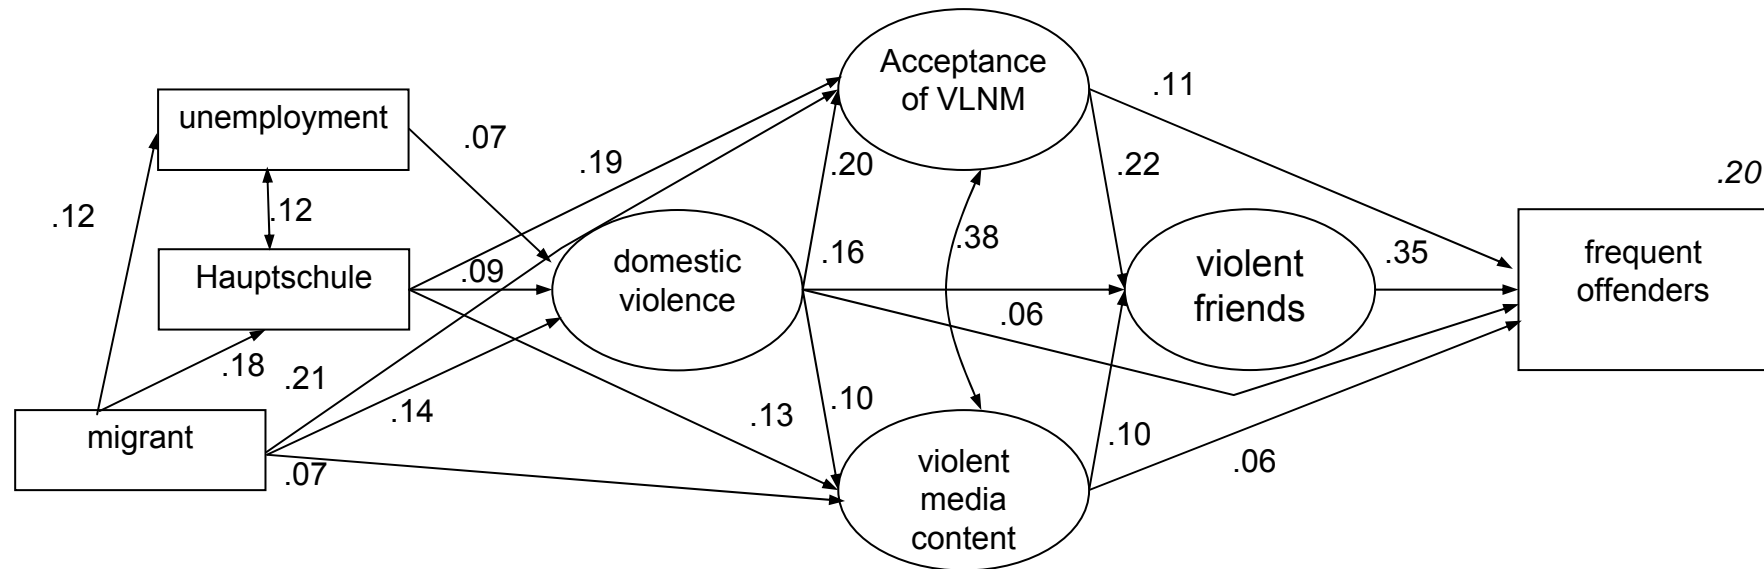 Acceptance
of VLNM
.11
unemployment
.07
.19
.20
.22
.20
.12
.12
.38
Hauptschule
.09
domestic
violence
.16
violent
friends
.35
frequent
offenders
.06
.18
.21
.14
.13
.10
.10
.06
migrant
.07
violent
media
content